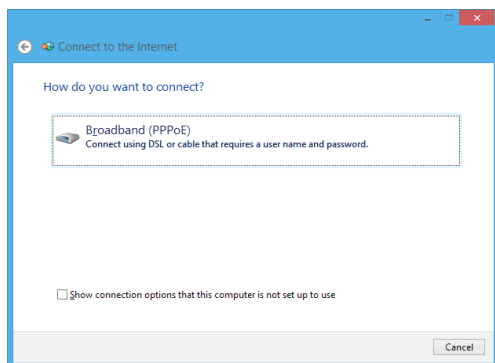 Connect to the Internet
How do you want to connect?
Broadband (PPPoE)
Connect using DSL or cable that requires a user name and password.
Show connection options that this computer is not set up to use
Cancel